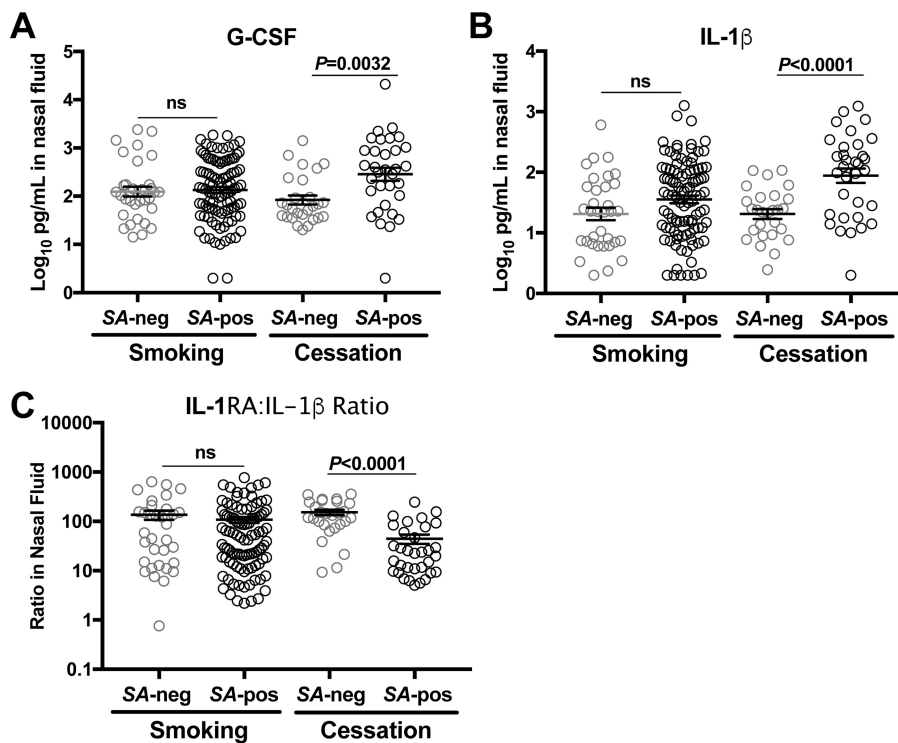 A
G-CSF
Log10 pg/mL in nasal fluid
5
4
3
2
1
0
ns
P=0.0032
SA-neg SA-pos SA-neg SA-pos
Smoking Cessation
B
IL-1β
Log10 pg/mL in nasal fluid
4
3
2
1
0
ns
P<0.0001
SA-neg SA-pos SA-neg SA-pos
Smoking Cessation
C
IL-1RA:IL-1β Ratio
Ratio in Nasal Fluid
10000
1000
100
10
1
0.1
ns
P<0.0001
SA-neg SA-pos SA-neg SA-pos
Smoking Cessation